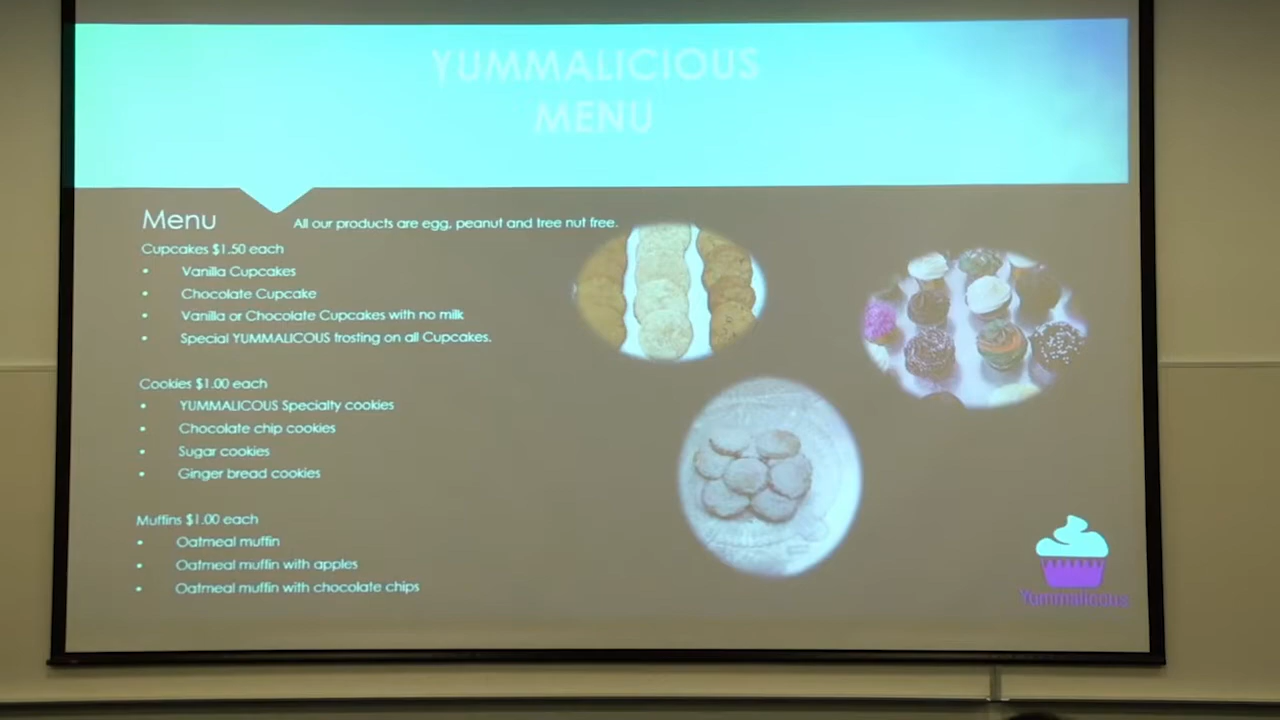 YUMMALICIOUS
MENU
Menu
All our products are egg, peanut and tree nut free.
Cupcakes $1.50 each
• Vanilla Cupcakes
• Chocolate Cupcake
• Vanilla or Chocolate Cupcakes with no milk
• Special YUMMALICOUS frosting on all Cupcakes.
Cookies $1.00 each
• YUMMALICOUS Specialty cookies
• Chocolate chip cookies
• Sugar cookies
• Ginger bread cookies
Muffins $1.00 each
• Oatmeal muffin
• Oatmeal muffin with apples
• Oatmeal muffin with chocolate chips
Yummalicious